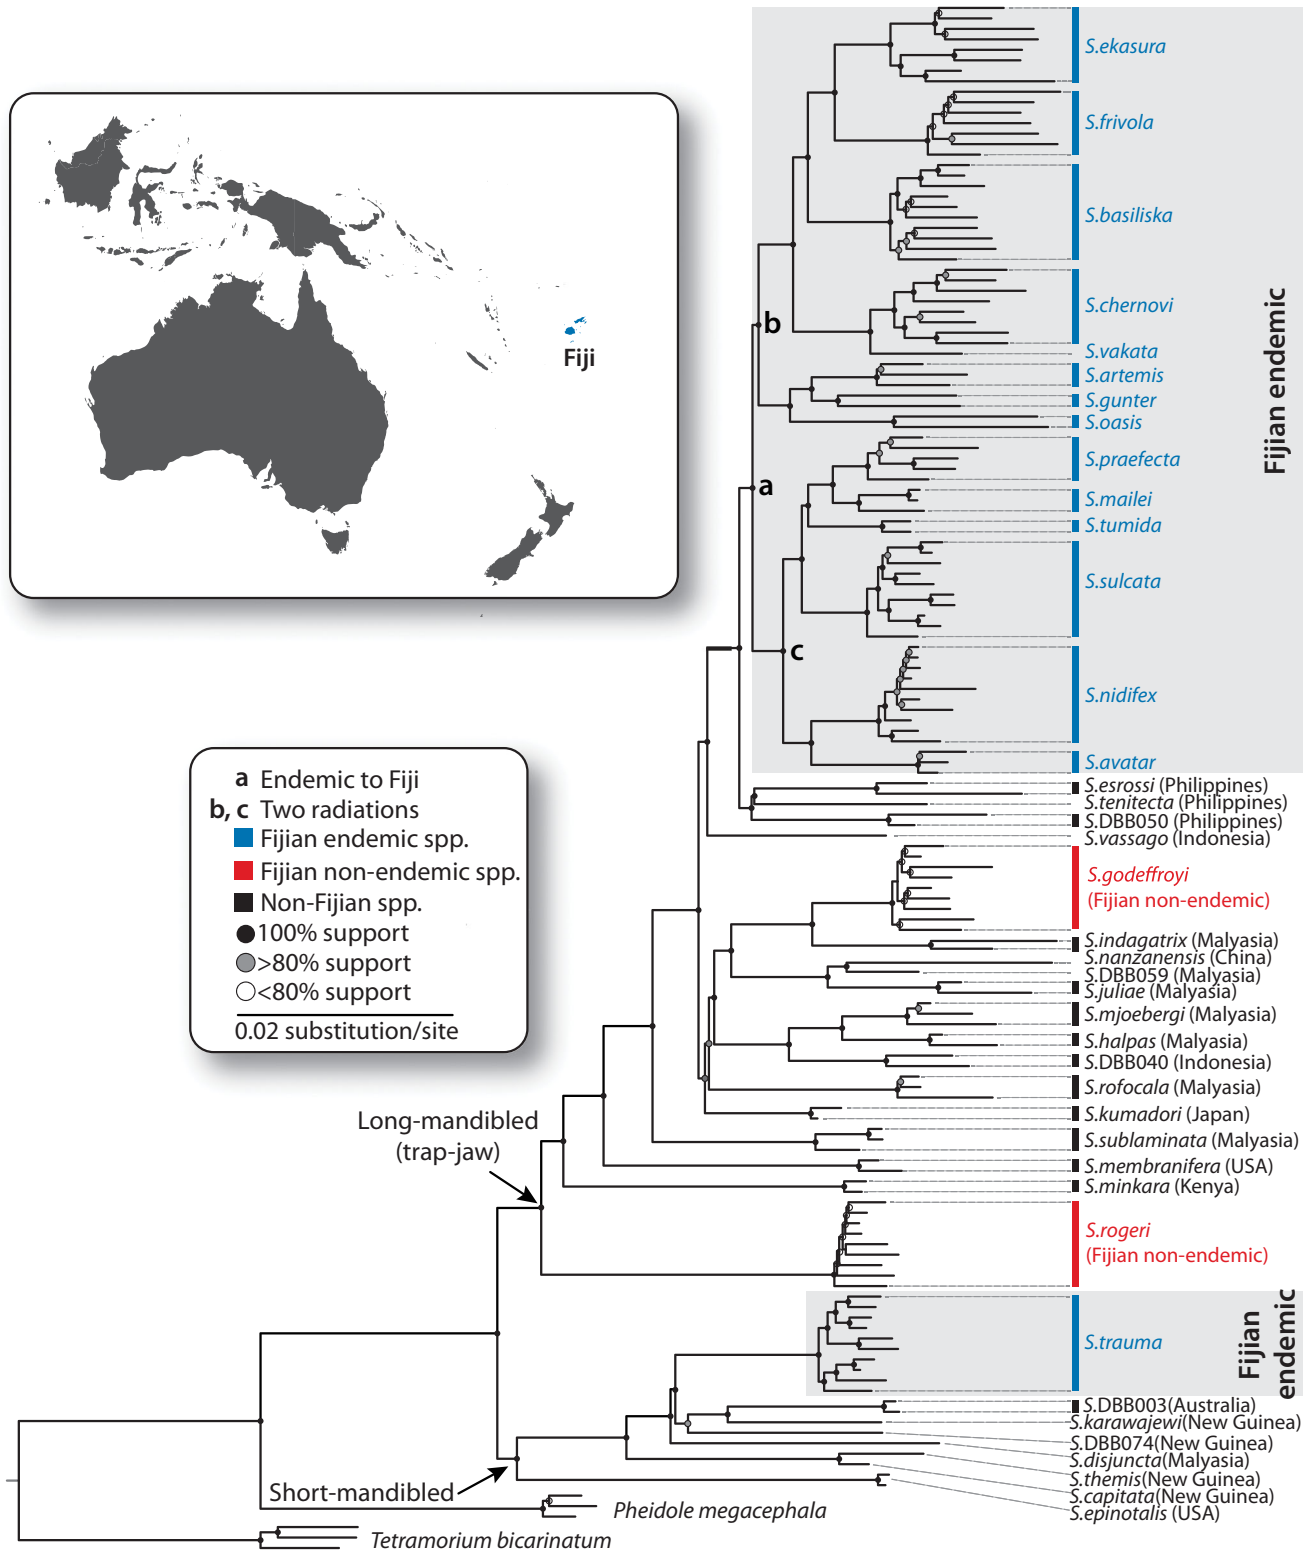 Fiji
a Endemic to Fiji
b, c Two radiations
Fijian endemic spp.
Fijian non-endemic spp.
Non-Fijian spp.
100% support
>80% support
<80% support
0.02 substitution/site
Long-mandibled
(trap-jaw)
Short-mandibled
a
b
c
S.ekasura
S.frivola
S.basiliska
S.chernovi
S.vakata
S.artemis
S.gunter
S.oasis
S.praefecta
S.mailei
S.tumida
S.sulcata
S.nidifex
S.avatar
Fijian endemic
S.esrossi (Philippines)
S.tenitecta (Philippines)
S.DBB050 (Philippines)
S.vassago (Indonesia)
S.godeffroyi
(Fijian non-endemic)
S.indagatrix (Malyasia)
S.nanzanensis (China)
S.DBB059 (Malyasia)
S.juliae (Malyasia)
S.mjoebergi (Malyasia)
S.halpas (Malyasia)
S.DBB040 (Indonesia)
S.rofocala (Malyasia)
S.kumadori (Japan)
S.sublaminata (Malyasia)
S.membranifera (USA)
S.minkara (Kenya)
S.rogeri
(Fijian non-endemic)
S.trauma
Fijian
endemic
S.DBB003(Australia)
S.karawajewi(New Guinea)
S.DBB074(New Guinea)
S.disjuncta(Malyasia)
S.themis(New Guinea)
S.capitata(New Guinea)
S.epinotalis (USA)
Pheidole megacephala
Tetramorium bicarinatum